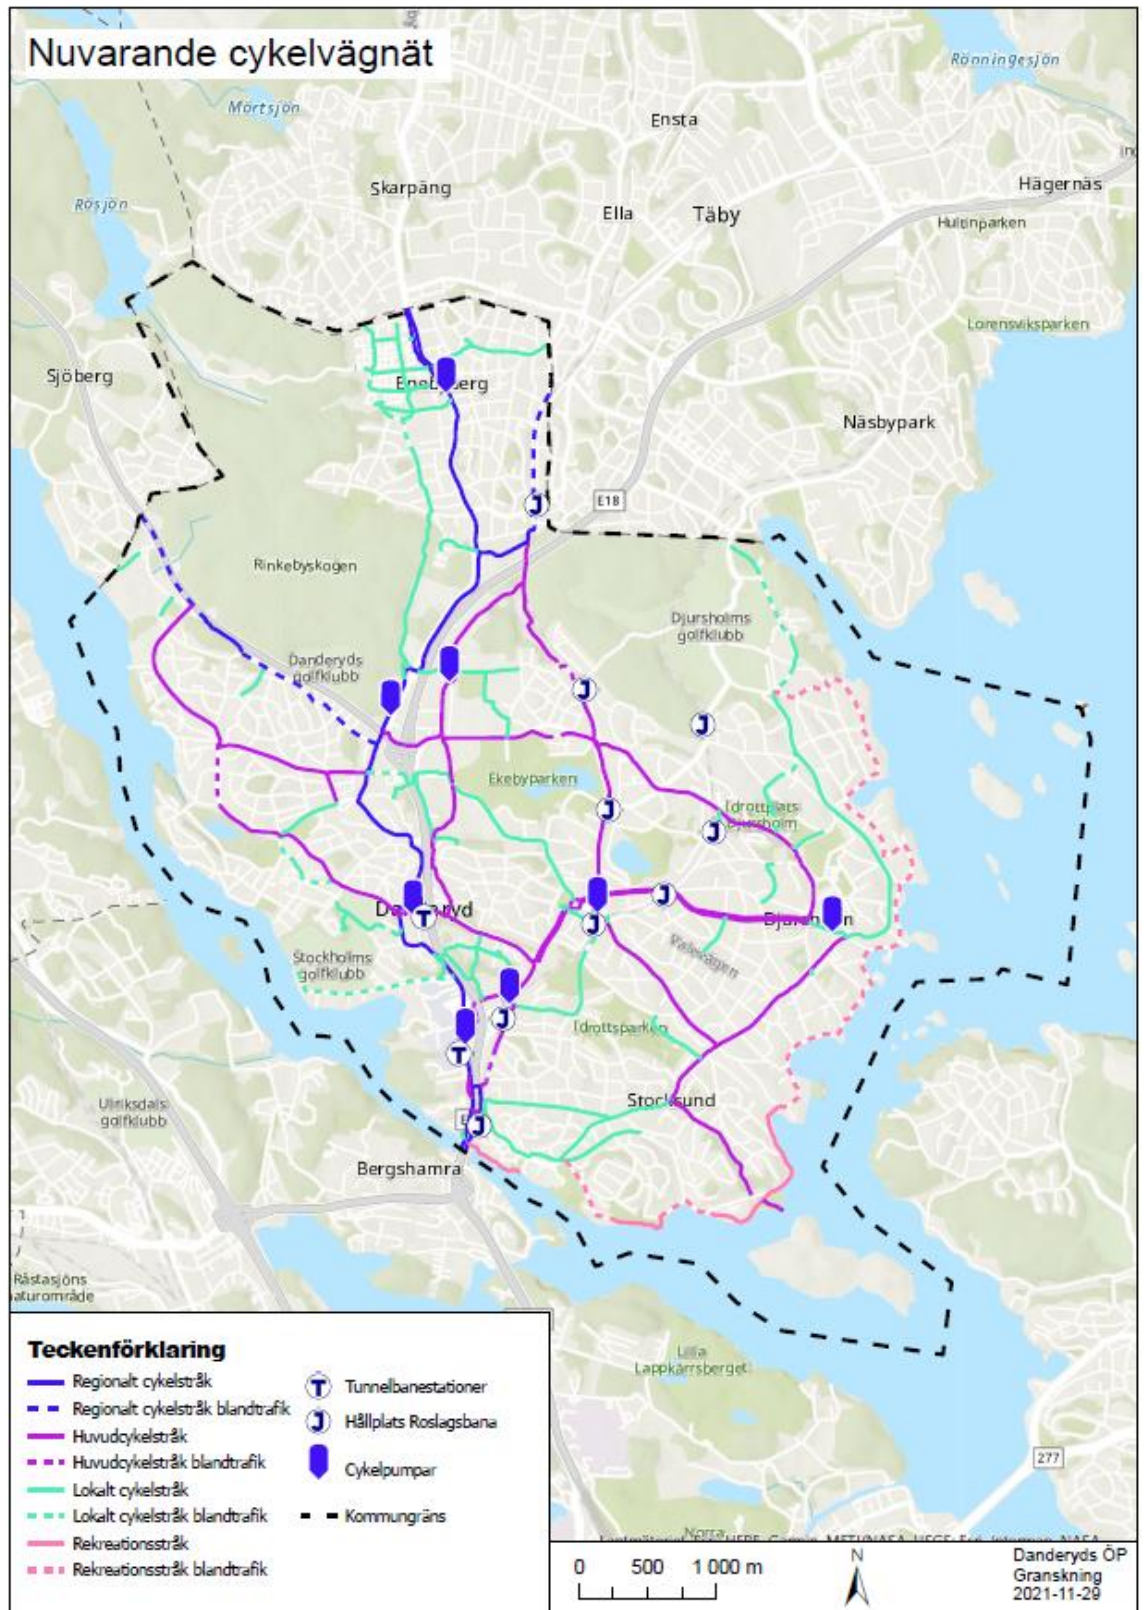 Nuvarande cykelvägnät
Rönningesjön
Mörtsjön
Ensta
Skarpäng
Hägernäs
Rösjön
Ella
Täby
Hultinparken
Lorensviksparken
Sjöberg
Näsbypark
E18
Rinkebyskogen
Djursholms
golfklubb
Danderyds
golfklubb
Ekebyparken
Idrottplats
Djursholm
Stockholms
golfklubb
Idrottsparken
Ulriksdals
golfklubb
Stocksund
Bergshamra
Råstasjöns
naturområde
Lilla
Lappkärrsberget
277
Norra
Teckenförklaring
Regionalt cykelstråk
Regionalt cykelstråk blandtrafik
Huvudcykelstråk
Huvudcykelstråk blandtrafik
Lokalt cykelstråk
Lokalt cykelstråk blandtrafik
Rekreationsstråk
Rekreationsstråk blandtrafik
T Tunnelbanestationer
J Hållplats Roslagsbana
Cykelpumpar
Kommungräns
0 500 1 000 m
N
Danderyds ÖP
Granskning
2021-11-29